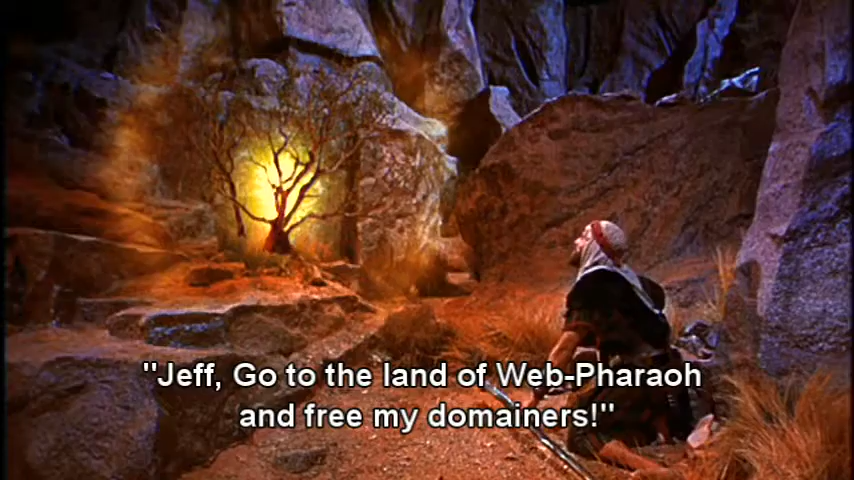 "Jeff, Go to the land of Web-Pharaoh
and free my domainers!"